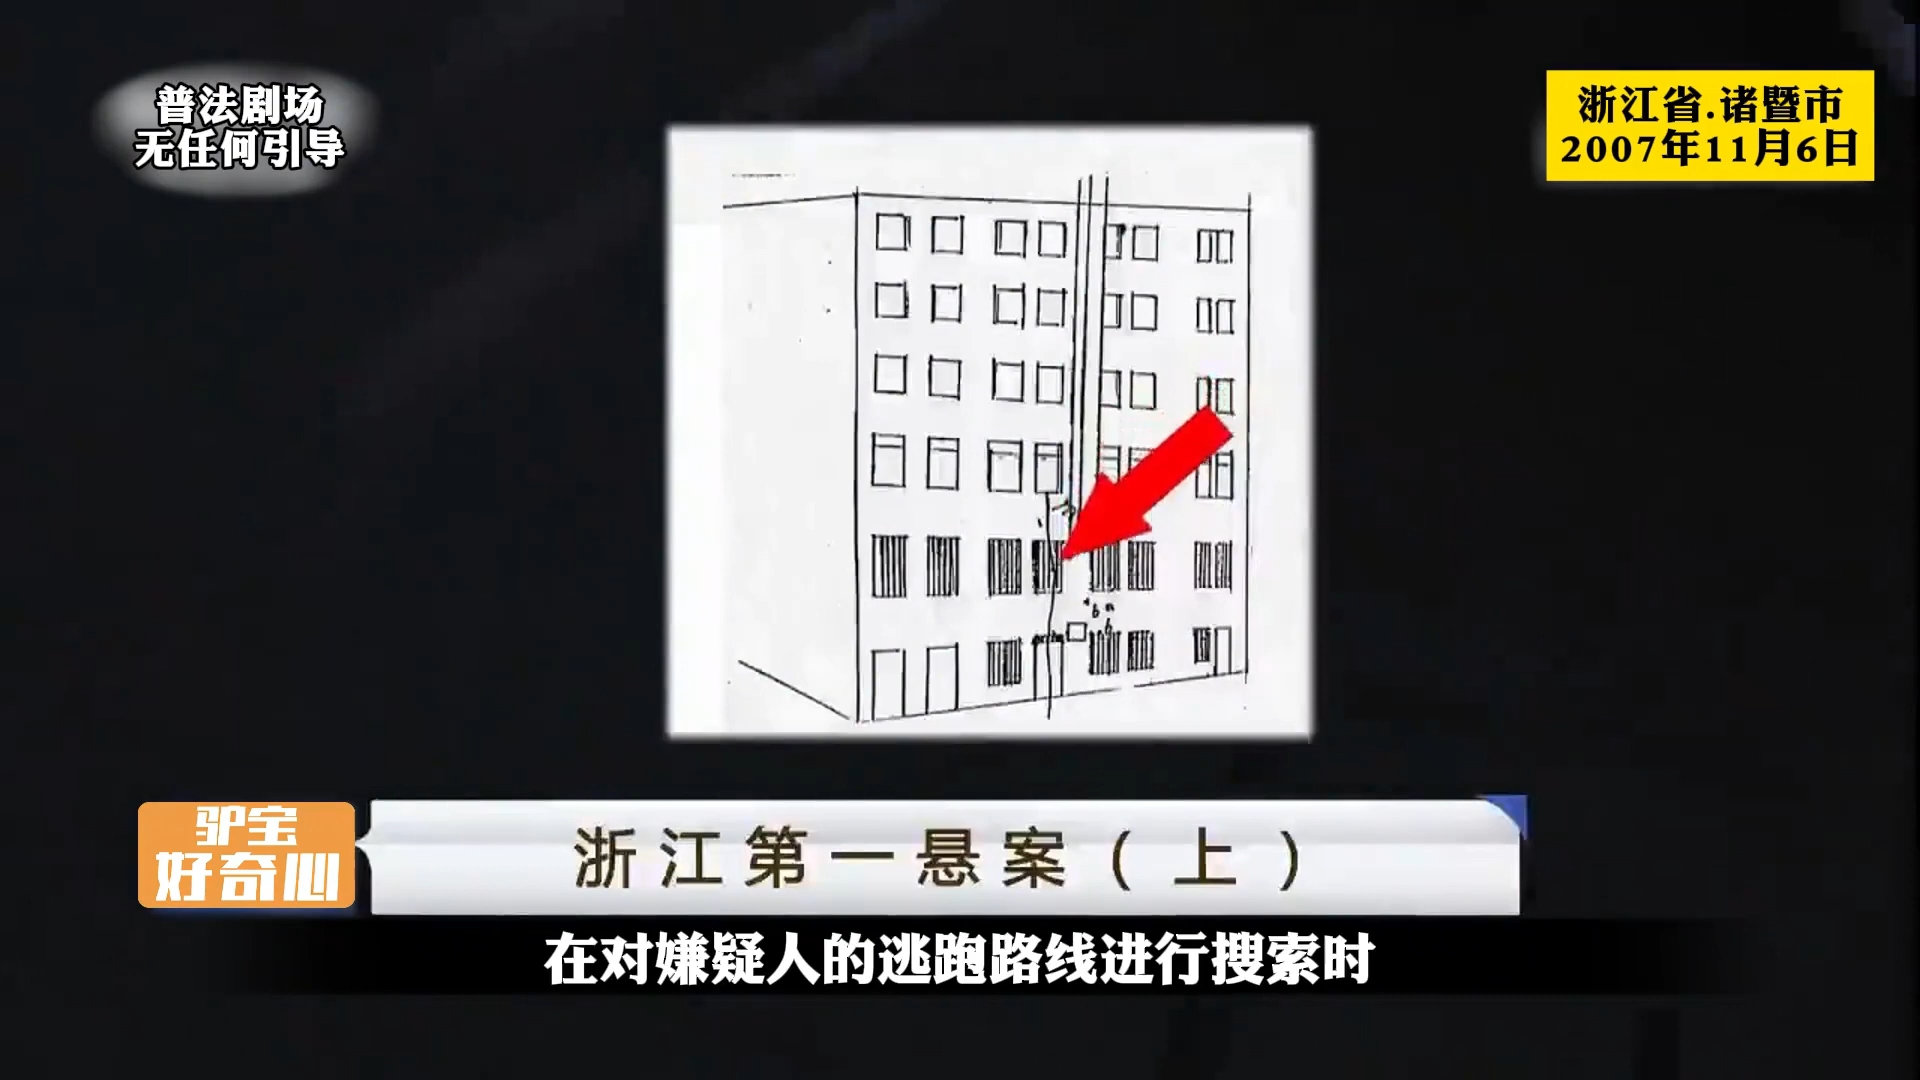 普法剧场
无任何引导
浙江省.诸暨市
2007年11月6日
驴宝
好奇心
浙江第一悬案(上)
在对嫌疑人的逃跑路线进行搜索时